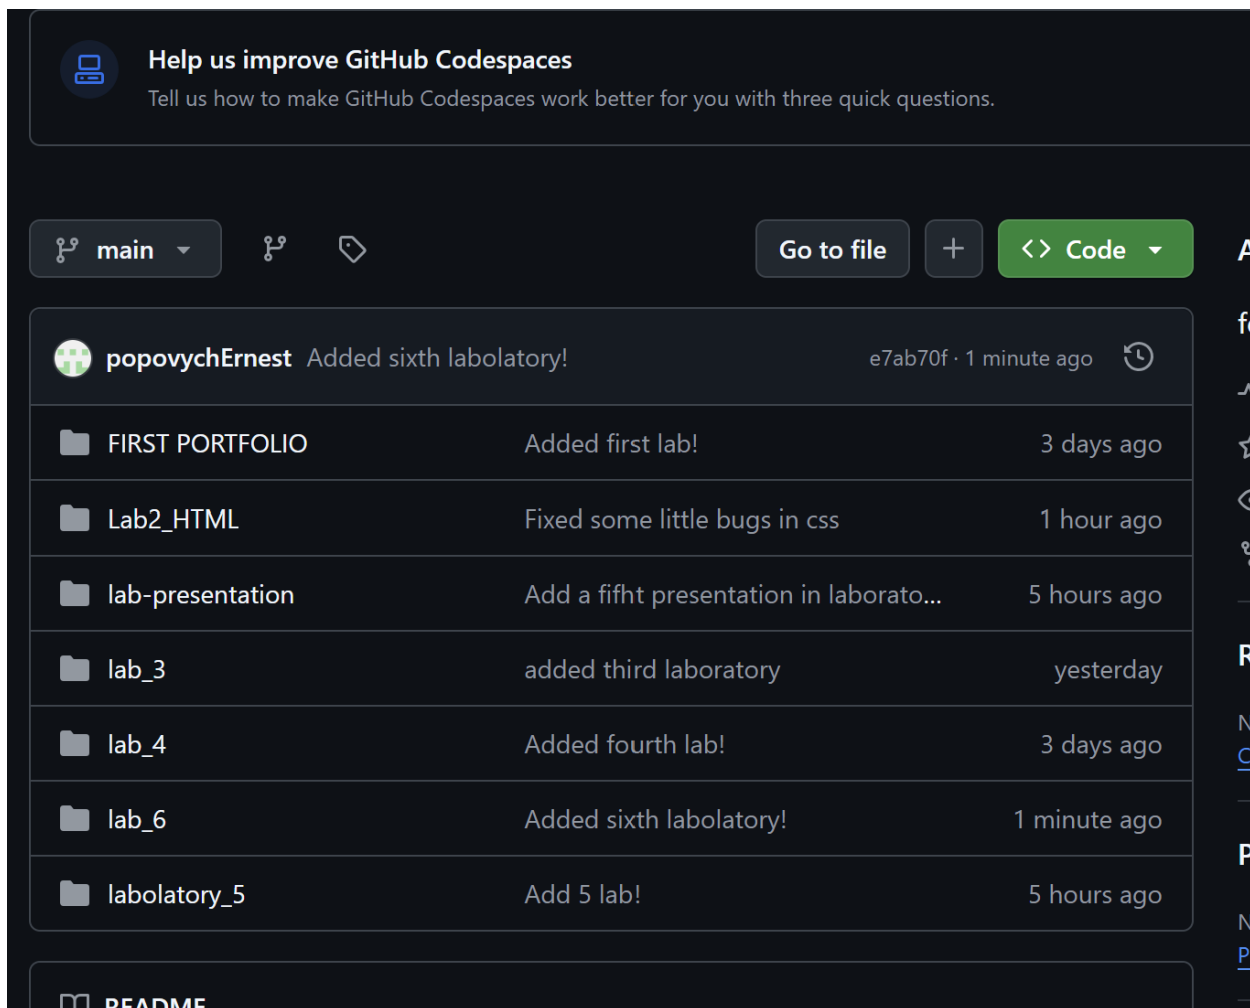 Help us improve GitHub Codespaces
Tell us how to make GitHub Codespaces work better for you with three quick questions.
main Go to file Code
popovychErnest Added sixth labolatory! e7ab70f · 1 minute ago
FIRST PORTFOLIO Added first lab! 3 days ago
Lab2_HTML Fixed some little bugs in css 1 hour ago
lab-presentation Add a fifht presentation in laborato... 5 hours ago
lab_3 added third laboratory yesterday
lab_4 Added fourth lab! 3 days ago
lab_6 Added sixth labolatory! 1 minute ago
labolatory_5 Add 5 lab! 5 hours ago
README